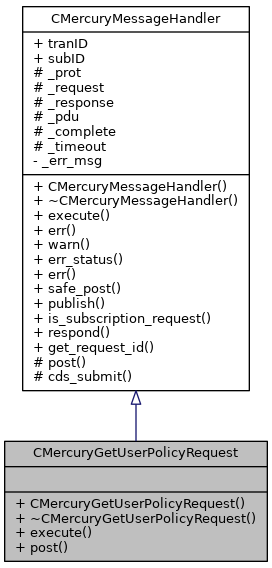 CMercuryMessageHandler
+ tranID
+ subID
# _prot
# _request
# _response
# _pdu
# _complete
# _timeout
- _err_msg
+ CMercuryMessageHandler()
+ ~CMercuryMessageHandler()
+ execute()
+ err()
+ warn()
+ err_status()
+ err()
+ safe_post()
+ publish()
+ is_subscription_request()
+ respond()
+ get_request_id()
# post()
# cds_submit()
CMercuryGetUserPolicyRequest
+ CMercuryGetUserPolicyRequest()
+ ~CMercuryGetUserPolicyRequest()
+ execute()
+ post()